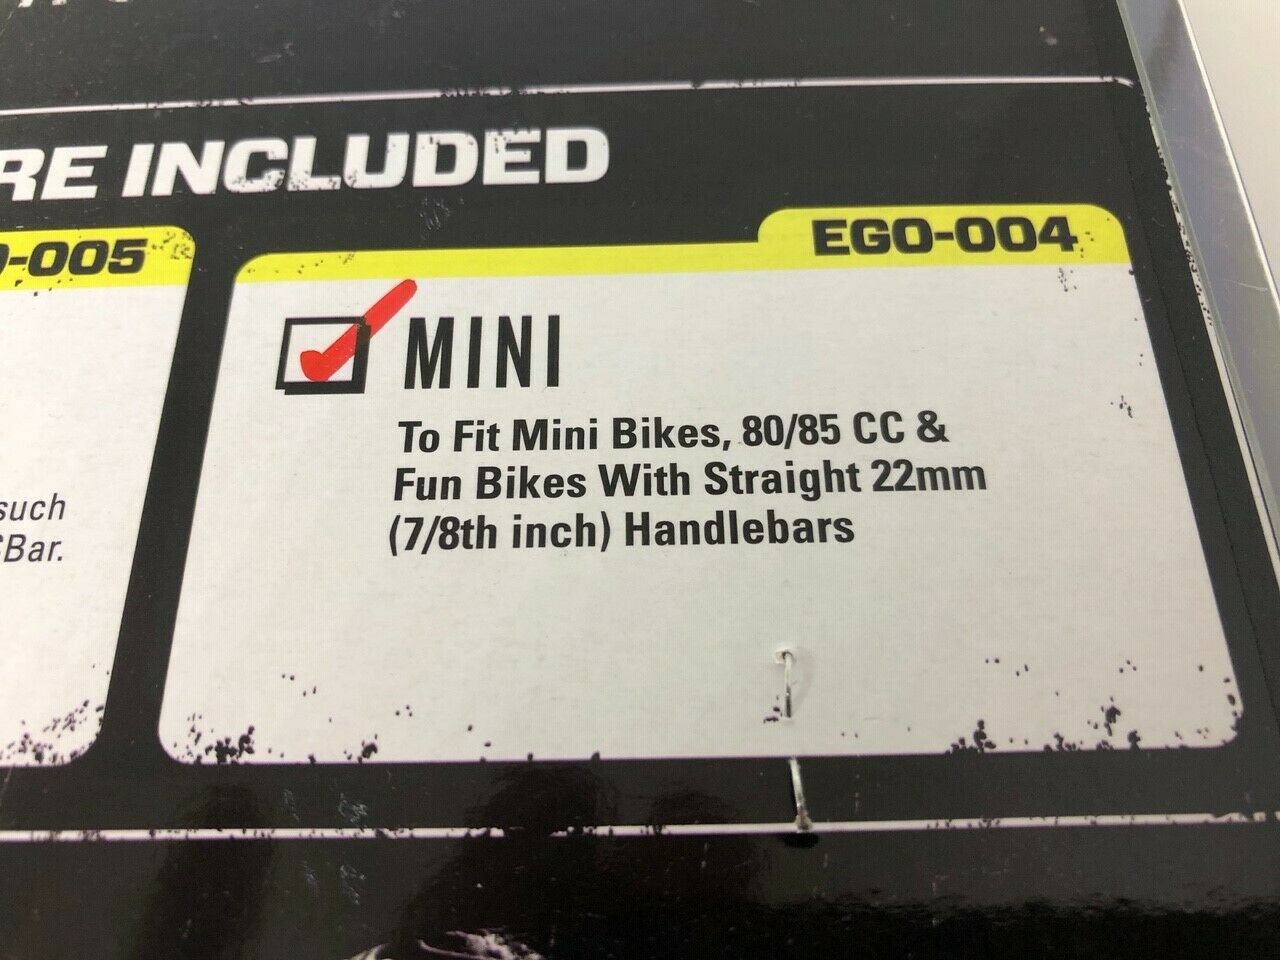 RE INCLUDED
-005
EGO-004
MINI
To Fit Mini Bikes, 80/85 CC &
Fun Bikes With Straight 22mm
(7/8th inch) Handlebars
such
Bar.